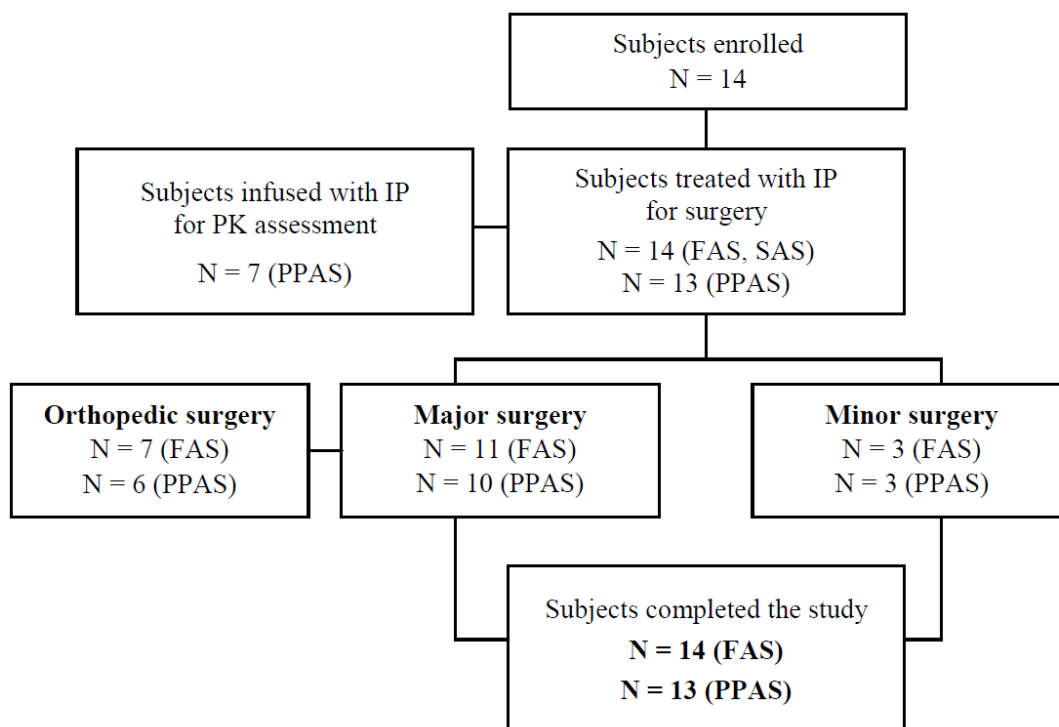 Subjects enrolled
N = 14
Subjects infused with IP
for PK assessment
N = 7 (PPAS)
Subjects treated with IP
for surgery
N = 14 (FAS, SAS)
N = 13 (PPAS)
Orthopedic surgery
N = 7 (FAS)
N = 6 (PPAS)
Major surgery
N = 11 (FAS)
N = 10 (PPAS)
Minor surgery
N = 3 (FAS)
N = 3 (PPAS)
Subjects completed the study
N = 14 (FAS)
N = 13 (PPAS)